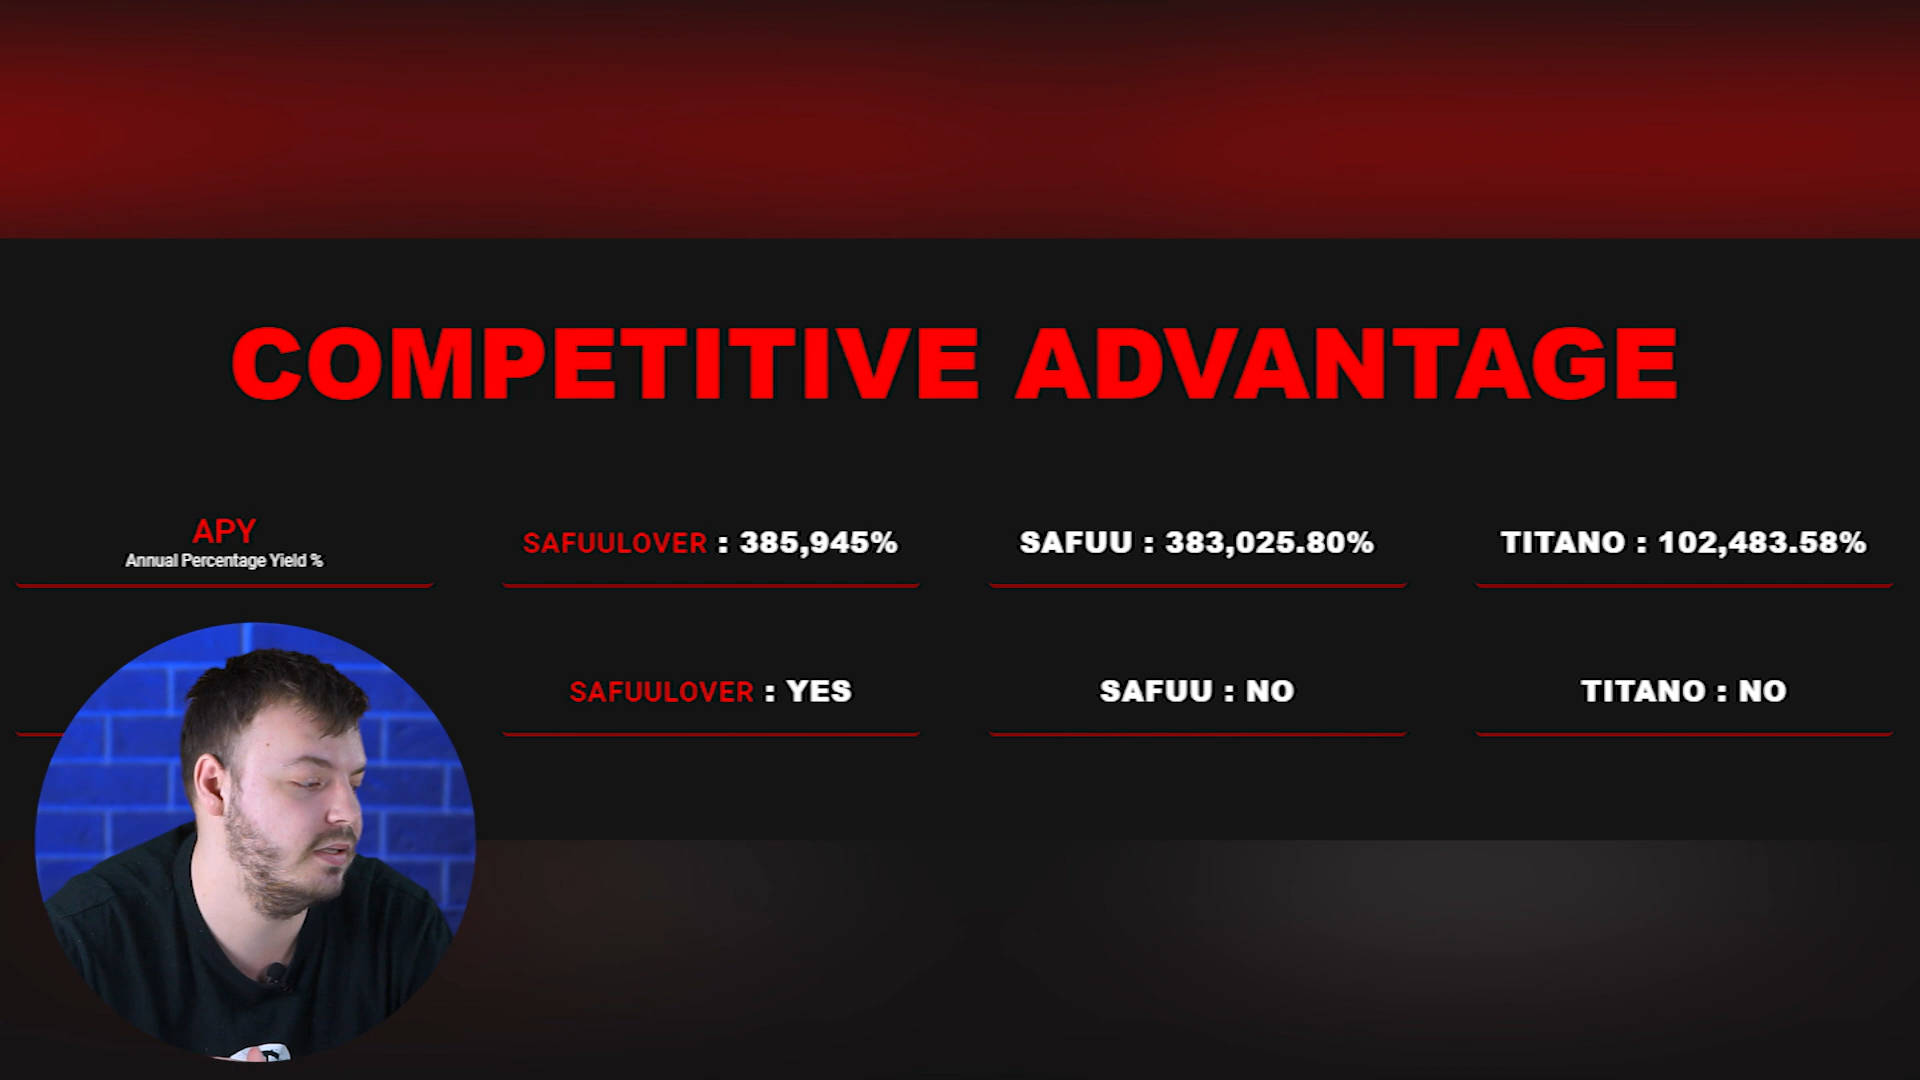 COMPETITIVE ADVANTAGE
APY
Annual Percentage Yield %
SAFUULOVER : 385,945%
SAFUU : 383,025.80%
TITANO : 102,483.58%
SAFUULOVER : YES
SAFUU : NO
TITANO : NO